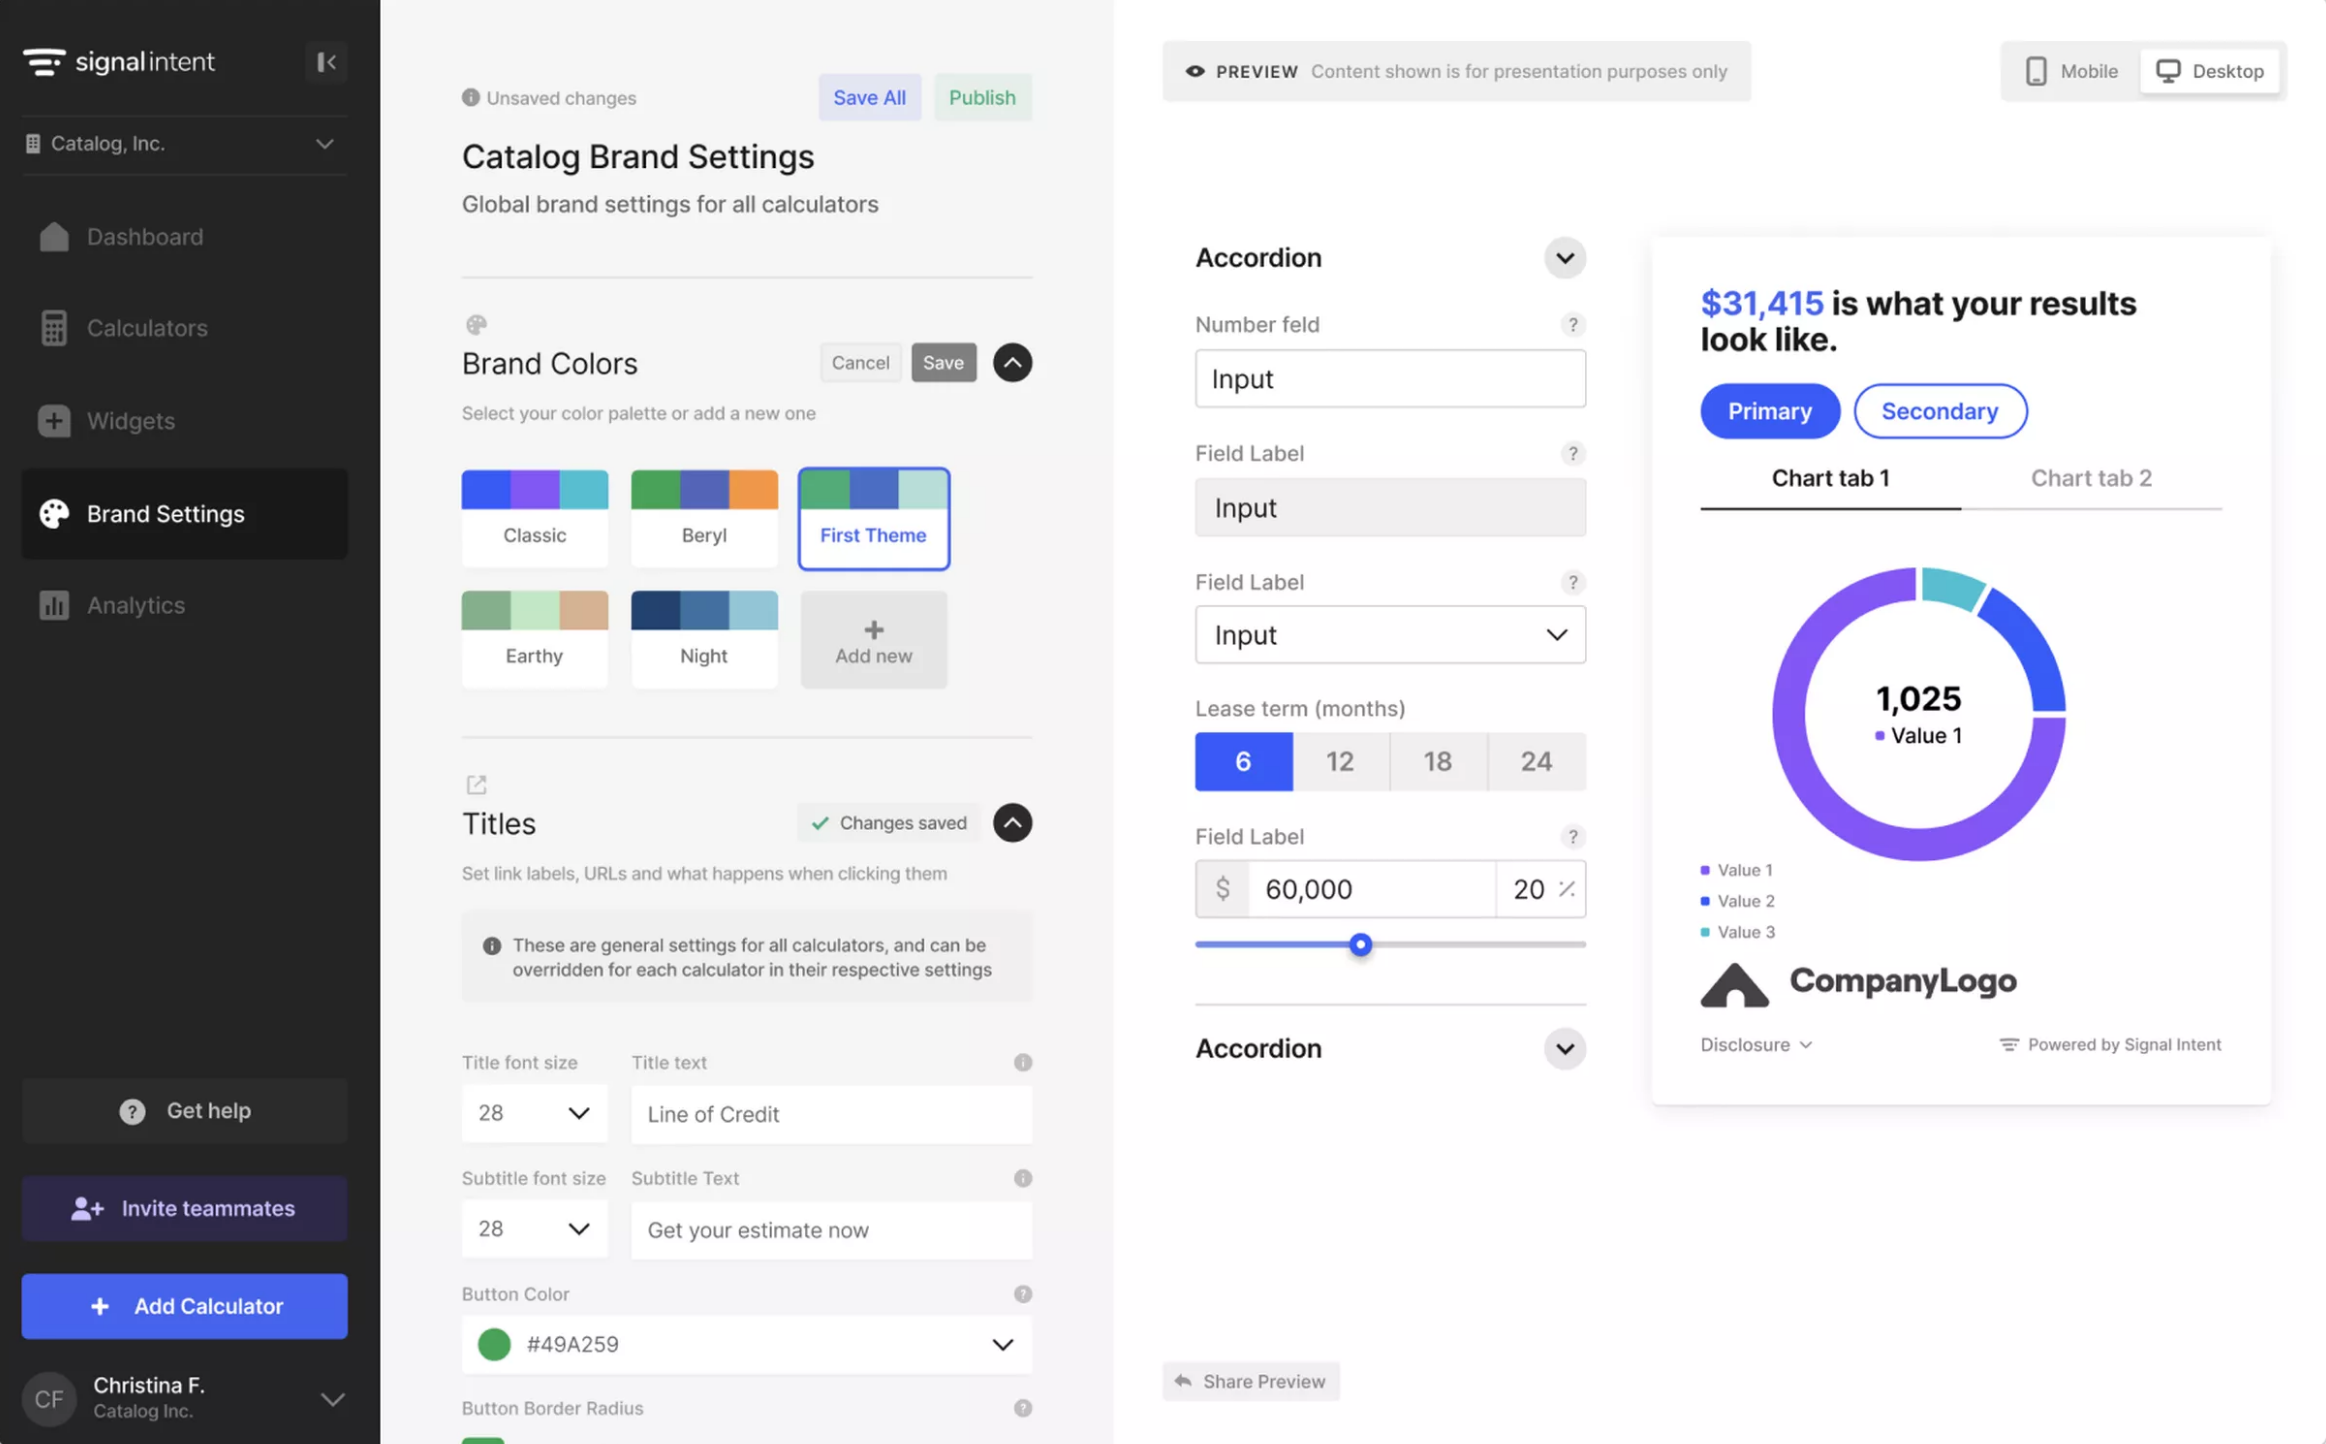 signal intent
Catalog, Inc.
Dashboard
Calculators
Widgets
Brand Settings
Analytics
Get help
Invite teammates
Add Calculator
CF
Christina F.
Catalog Inc.
Unsaved changes
Save All
Publish
Catalog Brand Settings
Global brand settings for all calculators
Brand Colors
Cancel
Save
Select your color palette or add a new one
Classic
Beryl
First Theme
Earthy
Night
Add new
Titles
Changes saved
Set link labels, URLs and what happens when clicking them
These are general settings for all calculators, and can be
overridden for each calculator in their respective settings
Title font size
Title text
28
Line of Credit
Subtitle font size
Subtitle Text
28
Get your estimate now
Button Color
#49A259
Button Border Radius
PREVIEW Content shown is for presentation purposes only
Mobile
Desktop
Accordion
Number feld
Input
Field Label
Input
Field Label
Input
Lease term (months)
6
12
18
24
Field Label
$
60,000
20 %
Accordion
Share Preview
$31,415 is what your results
look like.
Primary
Secondary
Chart tab 1
Chart tab 2
1,025
Value 1
Value 1
Value 2
Value 3
CompanyLogo
Disclosure
Powered by Signal Intent